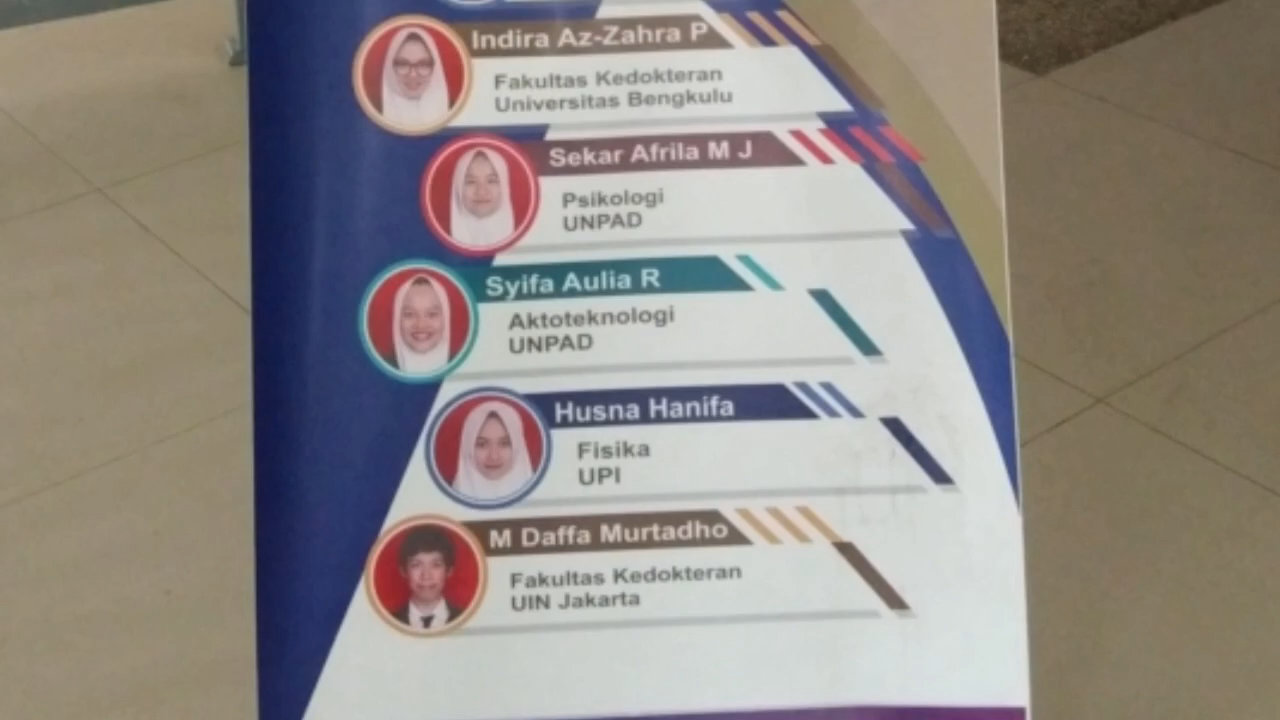 Indira Az-Zahra P
Fakultas Kedokteran
Universitas Bengkulu
Sekar Afrila M J
Psikologi
UNPAD
Syifa Aulia R
Aktoteknologi
UNPAD
Husna Hanifa
Fisika
UPI
M Daffa Murtadho
Fakultas Kedokteran
UIN Jakarta